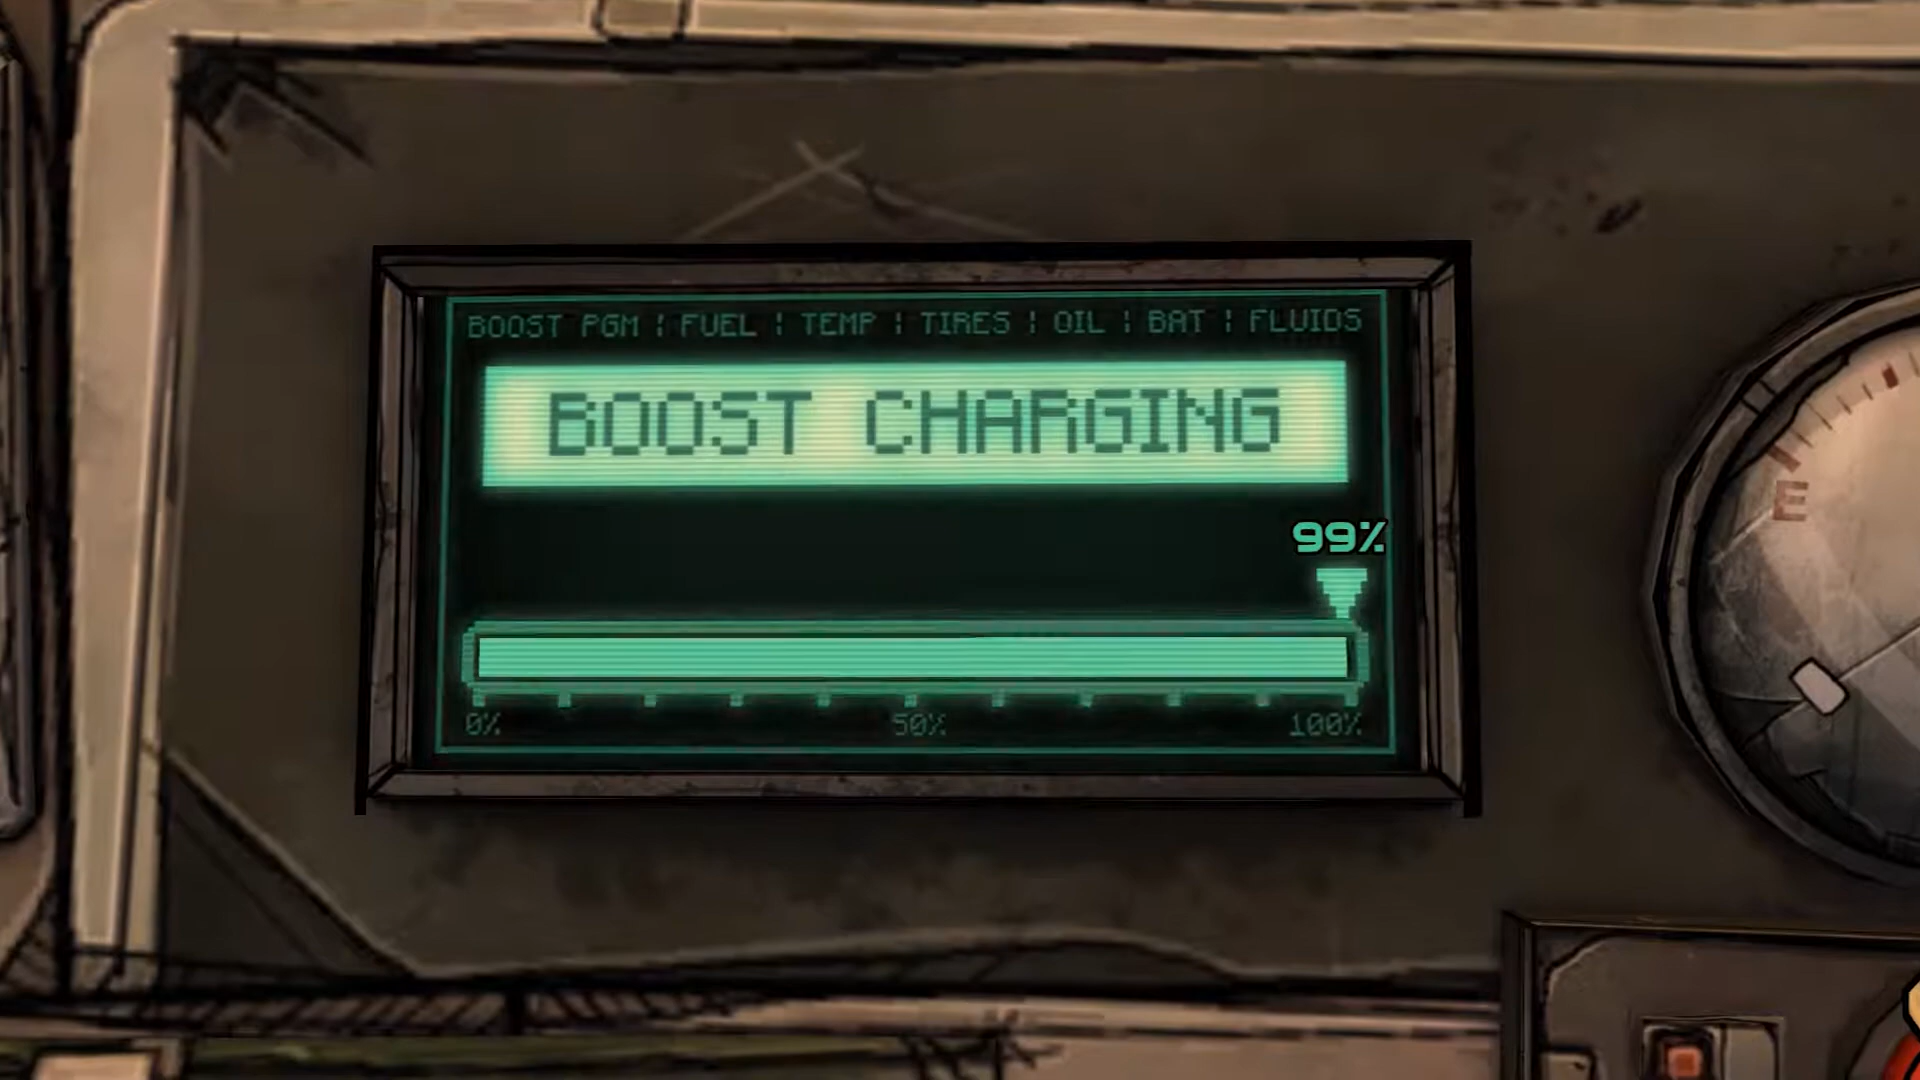 BOOST PGM ¦ FUEL ¦ TEMP ¦ TIRES ¦ OIL ¦ BAT ¦ FLUIDS
BOOST CHARGING
99%
0% 50% 100%
E